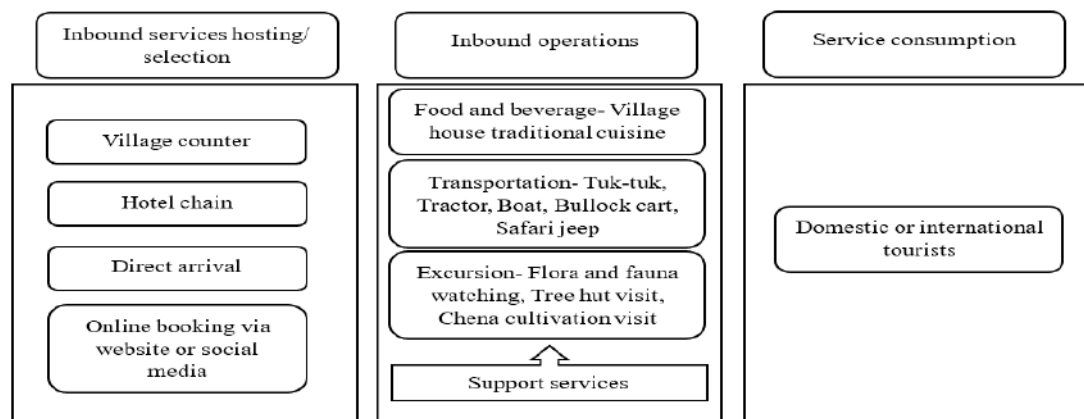 Inbound services hosting/
selection
Village counter
Hotel chain
Direct arrival
Online booking via
website or social
media
Inbound operations
Food and beverage- Village
house traditional cuisine
Transportation- Tuk-tuk,
Tractor, Boat, Bullock cart,
Safari jeep
Excursion- Flora and fauna
watching, Tree hut visit,
Chena cultivation visit
Support services
Service consumption
Domestic or international
tourists